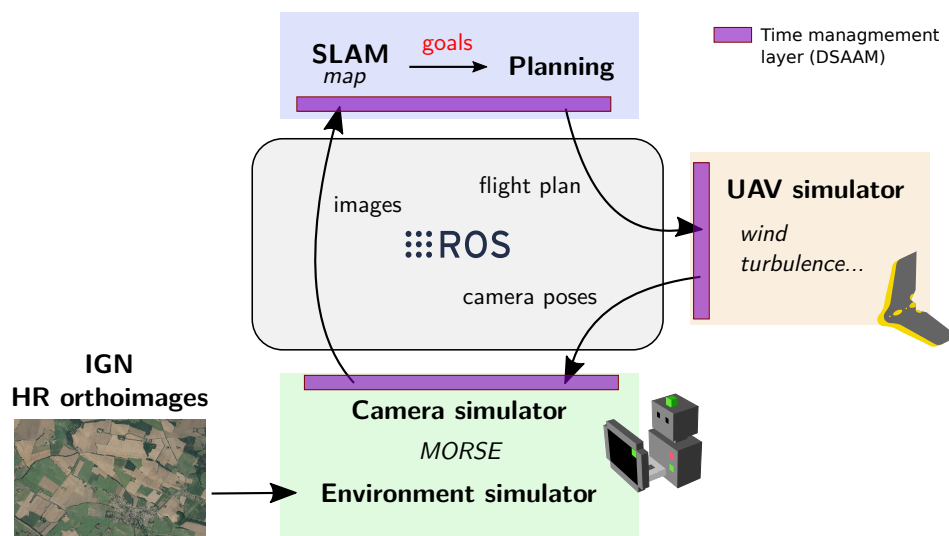 SLAM
map
goals
Planning
Time managmement
layer (DSAAM)
images
flight plan
ROS
camera poses
UAV simulator
wind
turbulence...
IGN
HR orthoimages
Camera simulator
MORSE
Environment simulator